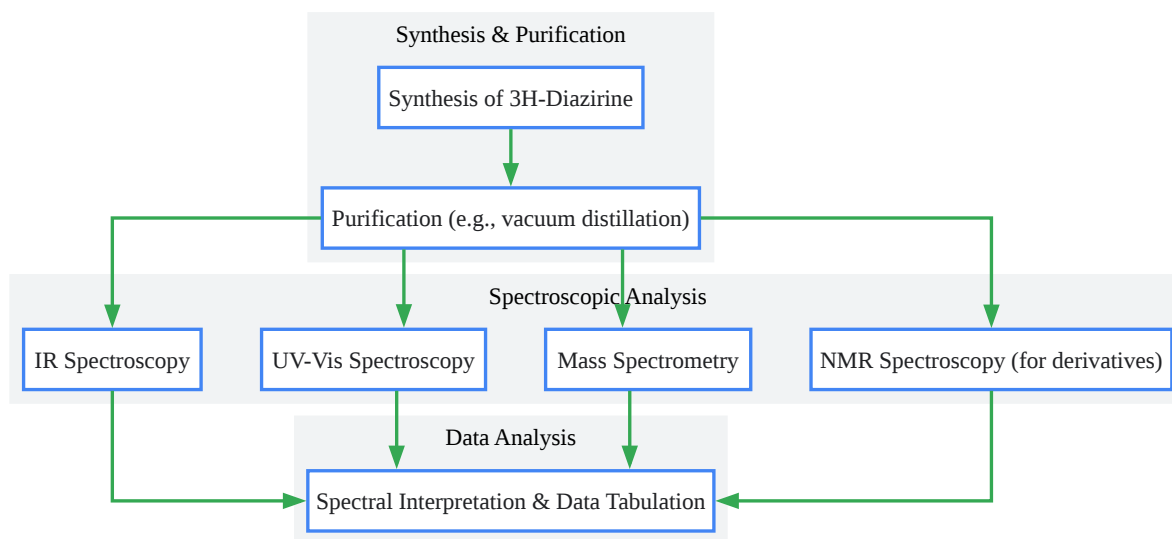 Synthesis & Purification
Synthesis of 3H-Diazirine
Purification (e.g., vacuum distillation)
Spectroscopic Analysis
IR Spectroscopy
UV-Vis Spectroscopy
Mass Spectrometry
NMR Spectroscopy (for derivatives)
Data Analysis
Spectral Interpretation & Data Tabulation